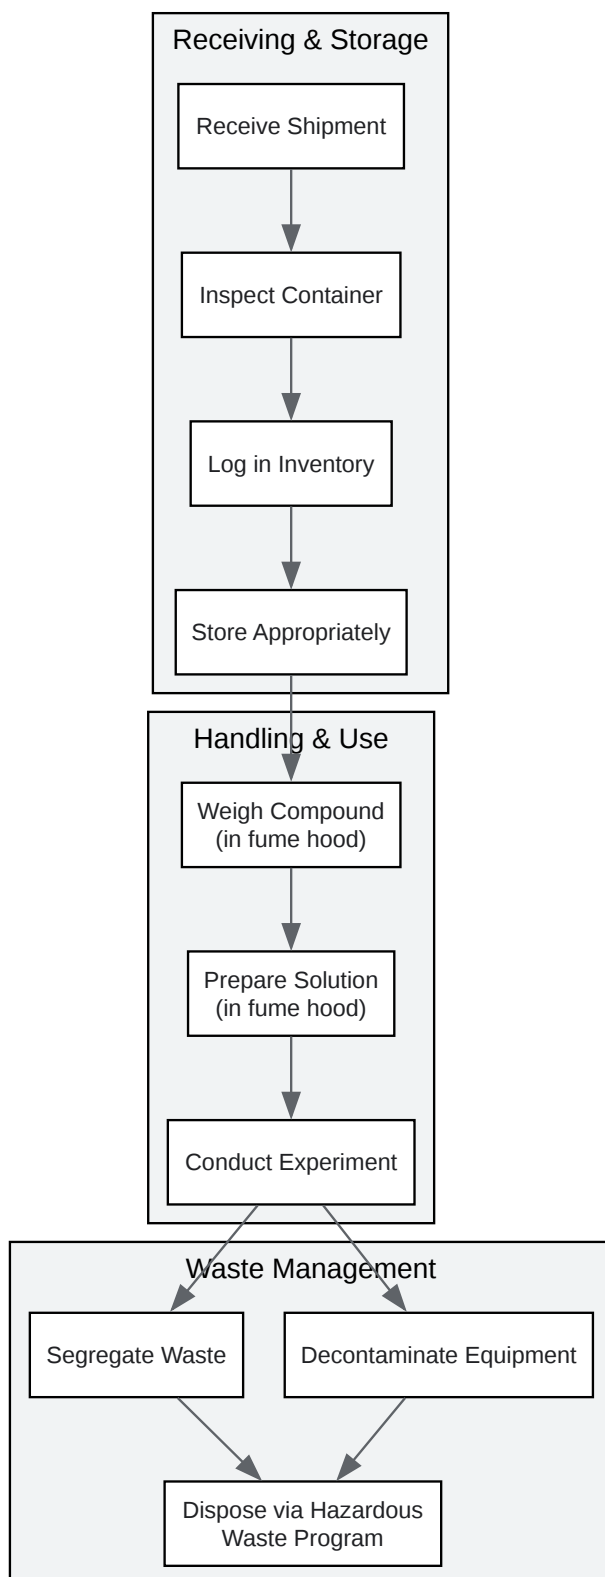 Receiving & Storage
Receive Shipment
Inspect Container
Log in Inventory
Store Appropriately
Handling & Use
Weigh Compound
(in fume hood)
Prepare Solution
(in fume hood)
Conduct Experiment
Waste Management
Segregate Waste
Decontaminate Equipment
Dispose via Hazardous
Waste Program